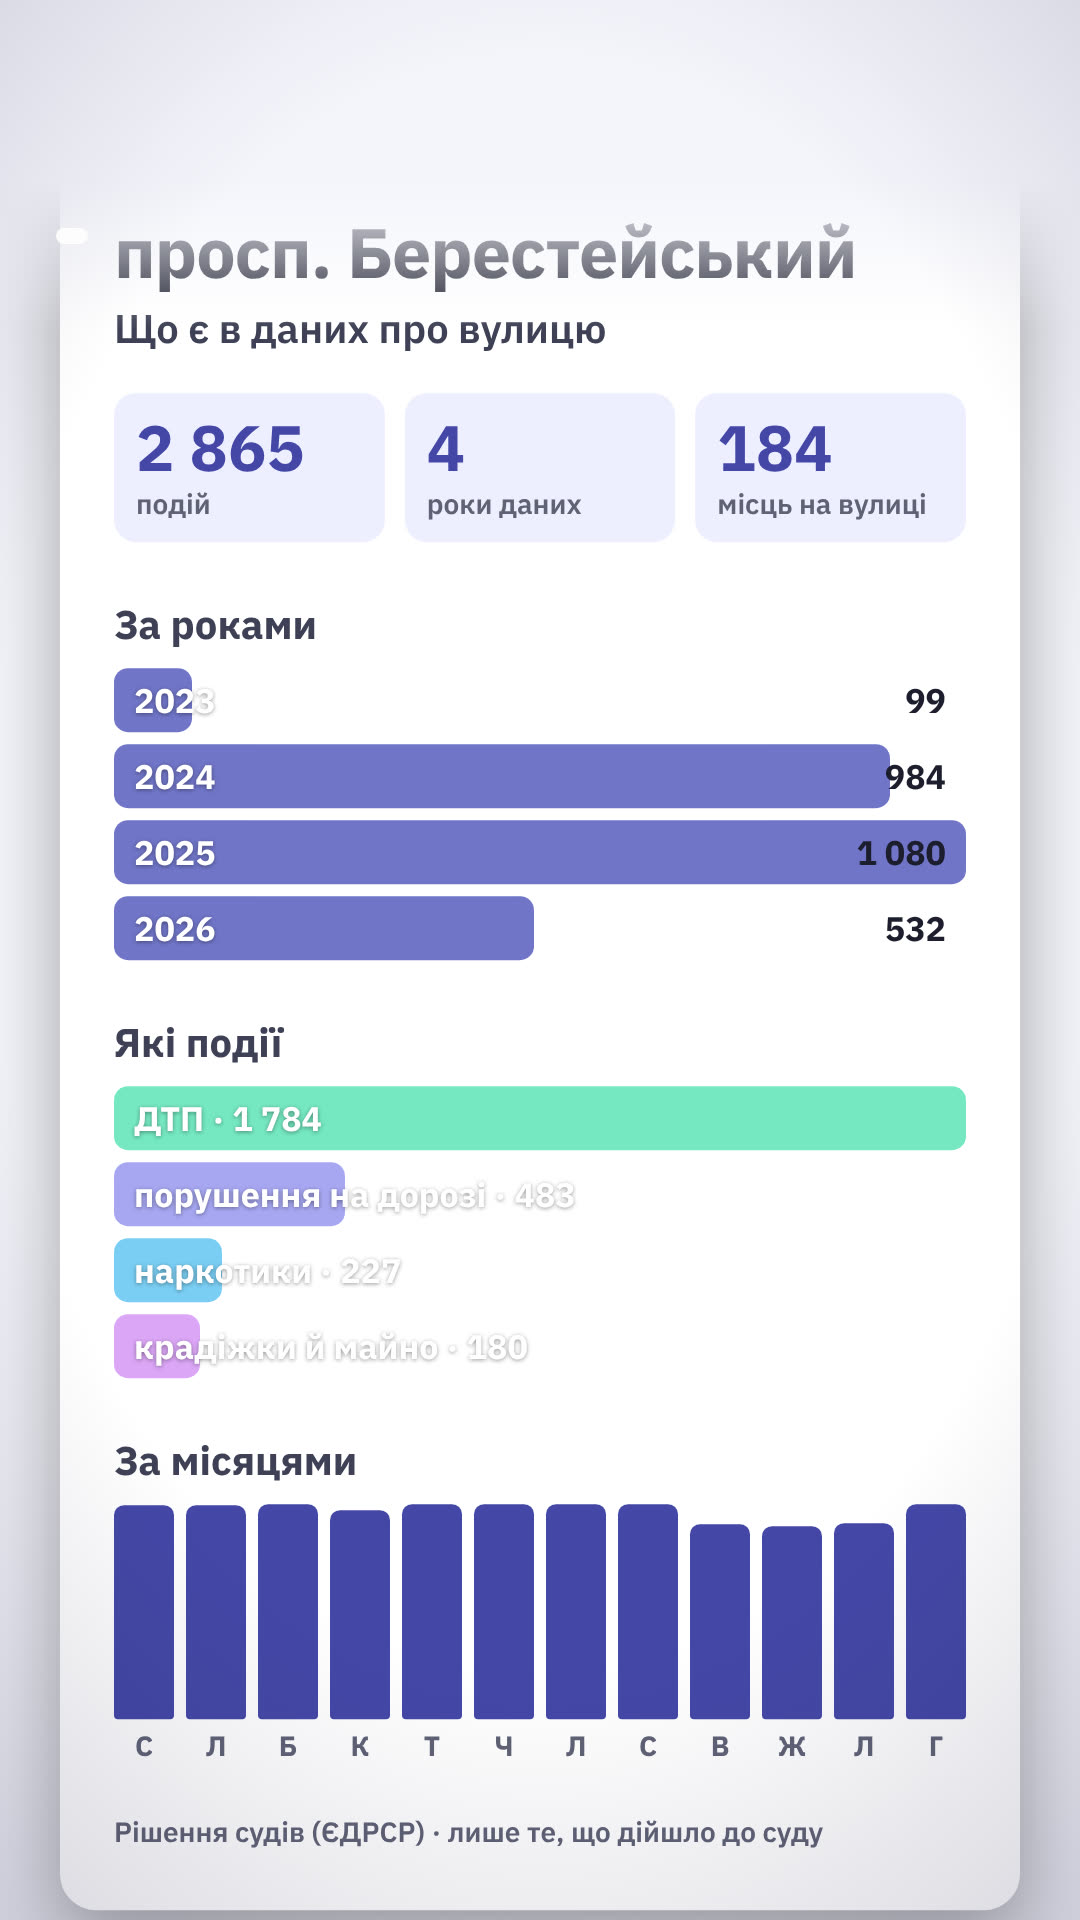 просп. Берестейський
Що є в даних про вулицю
2 865
подій
4
роки даних
184
місць на вулиці
За роками
2023 99
2024 984
2025 1 080
2026 532
Які події
ДТП · 1 784
порушення на дорозі · 483
наркотики · 227
крадіжки й майно · 180
За місяцями
С Л Б К Т Ч Л С В Ж Л Г
Рішення судів (ЄДРСР) · лише те, що дійшло до суду